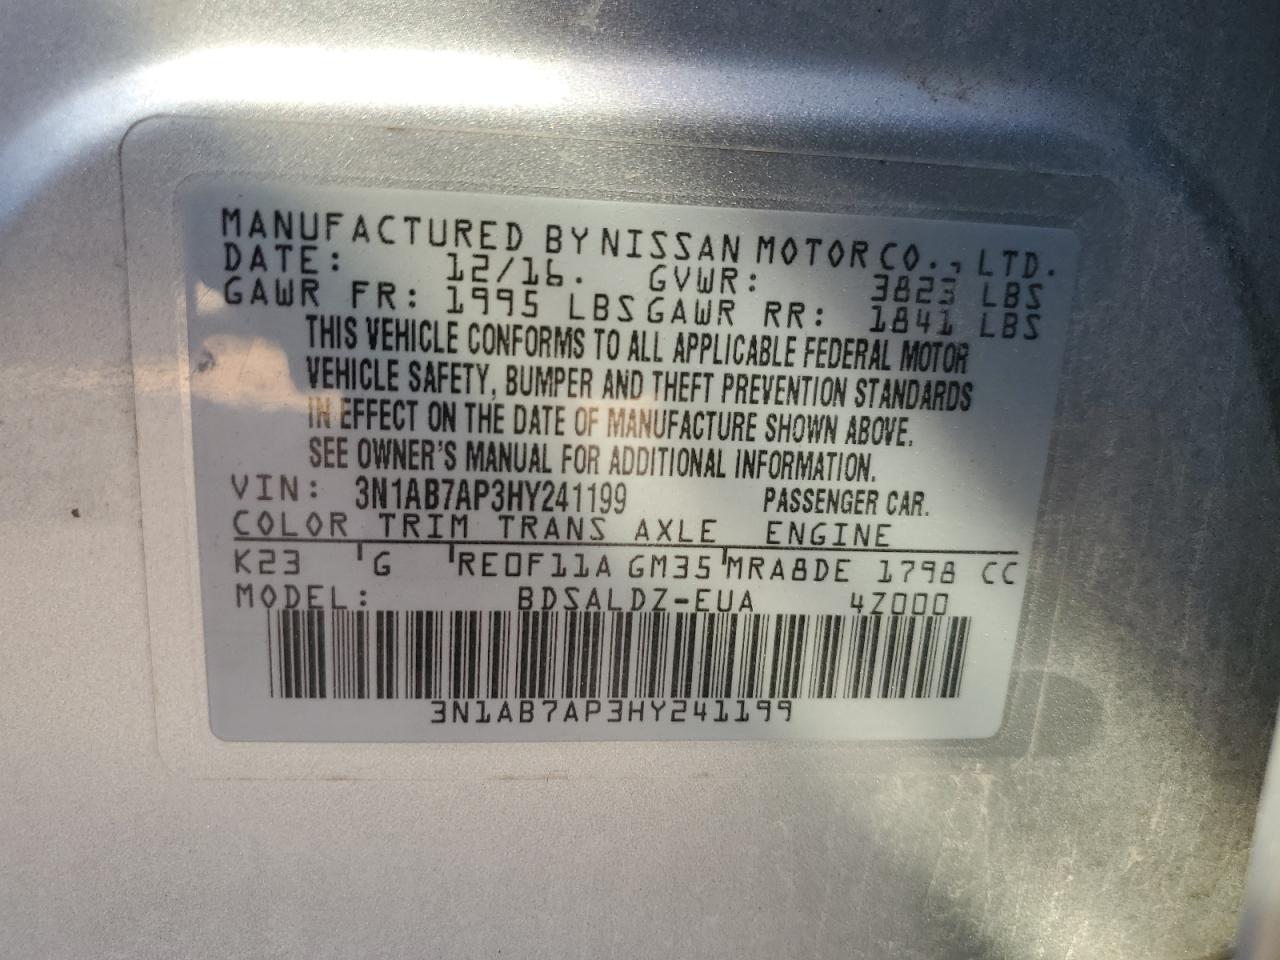 MANUFACTURED BY NISSAN MOTOR CO., LTD.
DATE: 12/16. GVWR: 3823 LBS
GAWR FR: 1995 LBS GAWR RR: 1841 LBS
THIS VEHICLE CONFORMS TO ALL APPLICABLE FEDERAL MOTOR
VEHICLE SAFETY, BUMPER AND THEFT PREVENTION STANDARDS
IN EFFECT ON THE DATE OF MANUFACTURE SHOWN ABOVE.
SEE OWNER'S MANUAL FOR ADDITIONAL INFORMATION.
VIN: 3N1AB7AP3HY241199 PASSENGER CAR.
COLOR TRIM TRANS AXLE ENGINE
K23 G RE0F11A GM35 MRA8DE 1798 CC
MODEL: BDSALDZ-EUA 4Z000
3N1AB7AP3HY241199